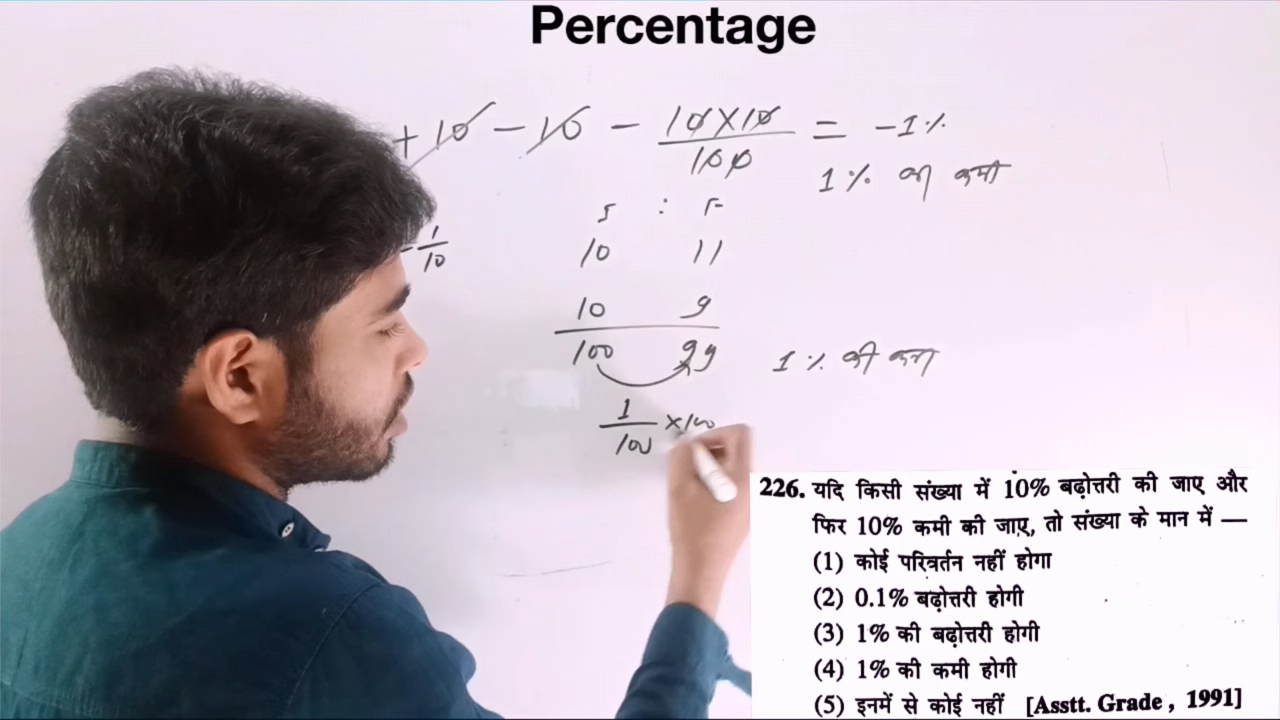 Percentage
+ 10 - 10 - 10 X 10 / 100 = -1%
1% की कमी
S : F
- 1/10
10 11
10 9
100 99 1% की कमी
1/100 × 100
226. यदि किसी संख्या में 10% बढ़ोत्तरी की जाए और
फिर 10% कमी की जाए, तो संख्या के मान में —
(1) कोई परिवर्तन नहीं होगा
(2) 0.1% बढ़ोत्तरी होगी
(3) 1% की बढ़ोत्तरी होगी
(4) 1% की कमी होगी
(5) इनमें से कोई नहीं [Asstt. Grade, 1991]